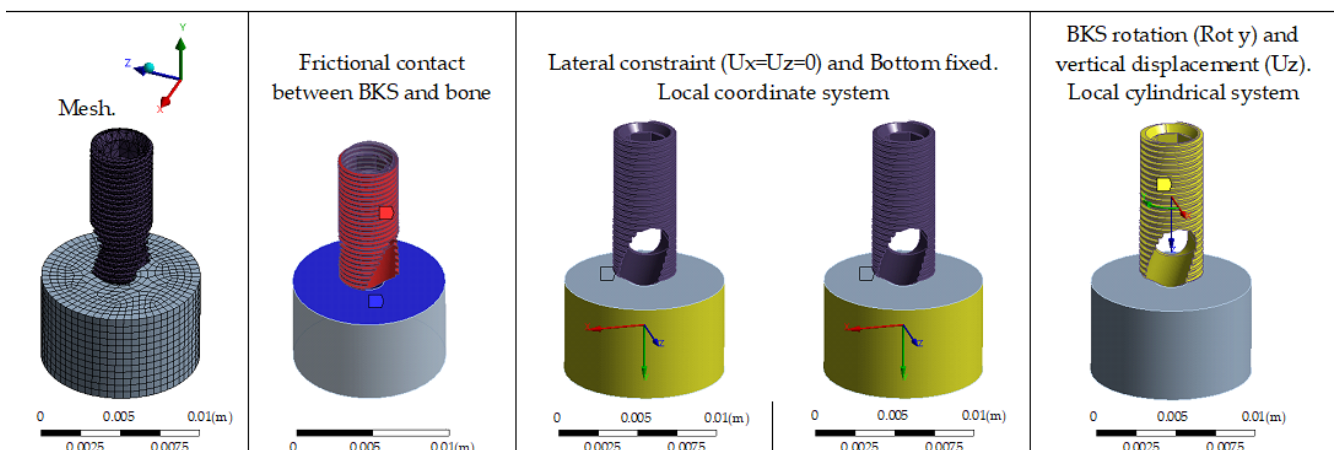 Y
Z
X
Mesh.
0 0.005 0.01(m)
0.0025 0.0075
Frictional contact
between BKS and bone
0 0.005 0.01(m)
Lateral constraint (Ux=Uz=0) and Bottom fixed.
Local coordinate system
Z
0 0.005 0.01(m)
0.0025 0.0075
Z
0 0.005 0.01(m)
0.0025 0.0075
BKS rotation (Rot y) and
vertical displacement (Uz).
Local cylindrical system
0 0.005 0.01(m)
0.0025 0.0075